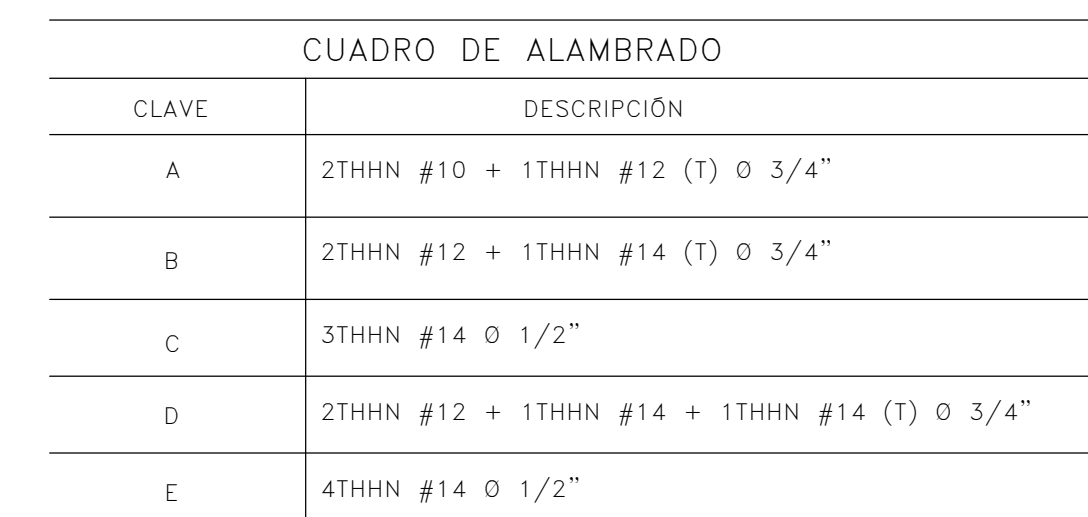 CUADRO DE ALAMBRADO
CLAVE DESCRIPCIÓN
A 2THHN #10 + 1THHN #12 (T) Ø 3/4”
B 2THHN #12 + 1THHN #14 (T) Ø 3/4”
C 3THHN #14 Ø 1/2”
D 2THHN #12 + 1THHN #14 + 1THHN #14 (T) Ø 3/4”
E 4THHN #14 Ø 1/2”